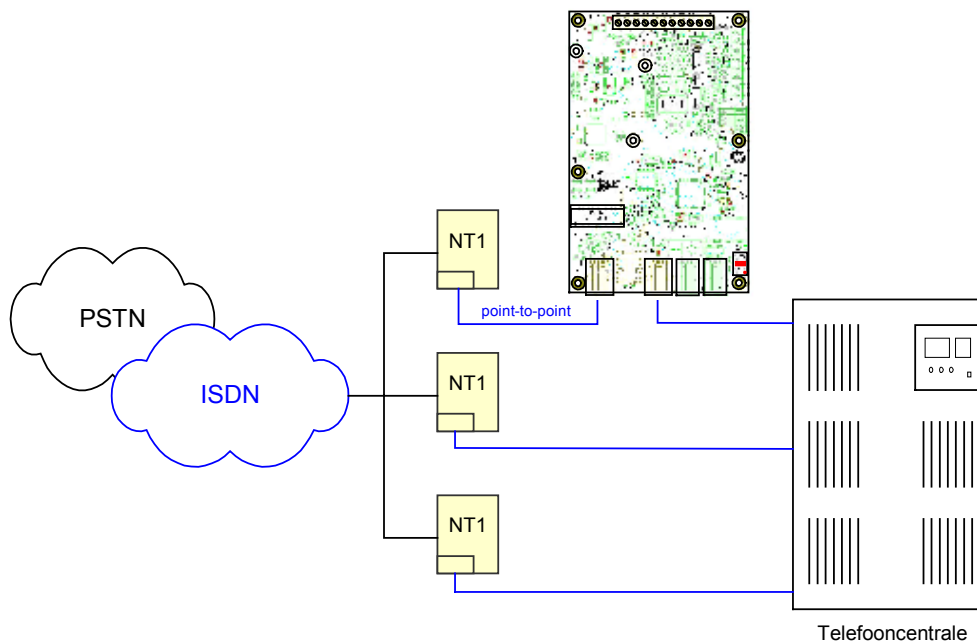 NT1
point-to-point
PSTN
ISDN
NT1
NT1
Telefooncentrale